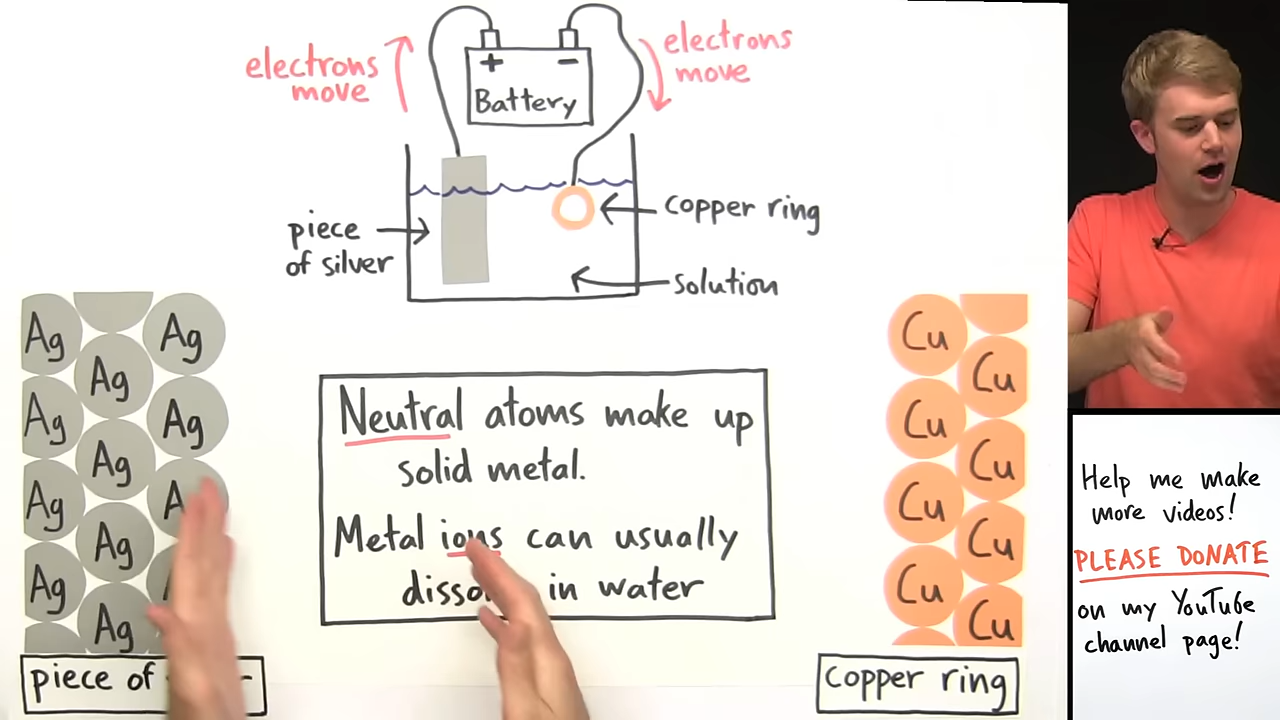 electrons
move
+
−
Battery
electrons
move
piece
of silver
copper ring
solution
Ag
Ag
Ag
Ag
Ag
Ag
Ag
Ag
Ag
Ag
Neutral atoms make up
solid metal.
Metal ions can usually
in water
Cu
Cu
Cu
Cu
Cu
Cu
Cu
Cu
piece of
copper ring
Help me make
more videos!
PLEASE DONATE
on my YouTube
channel page!